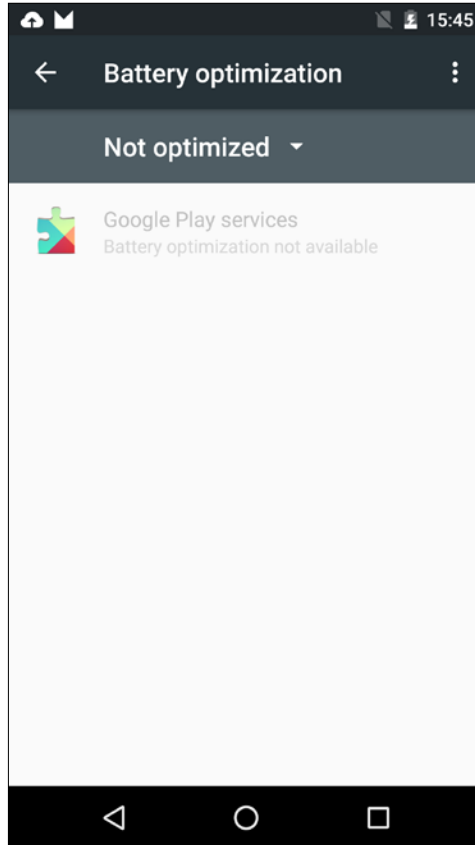 15:45
Battery optimization
Not optimized
Google Play services
Battery optimization not available